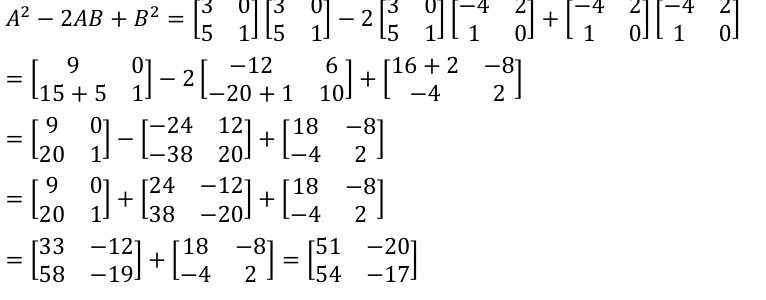 A² − 2AB + B² = [3 0; 5 1] [3 0; 5 1] − 2 [3 0; 5 1] [−4 2; 1 0] + [−4 2; 1 0] [−4 2; 1 0]
= [9 0; 15 + 5 1] − 2 [−12 6; −20 + 1 10] + [16 + 2 −8; −4 2]
= [9 0; 20 1] − [−24 12; −38 20] + [18 −8; −4 2]
= [9 0; 20 1] + [24 −12; 38 −20] + [18 −8; −4 2]
= [33 −12; 58 −19] + [18 −8; −4 2] = [51 −20; 54 −17]